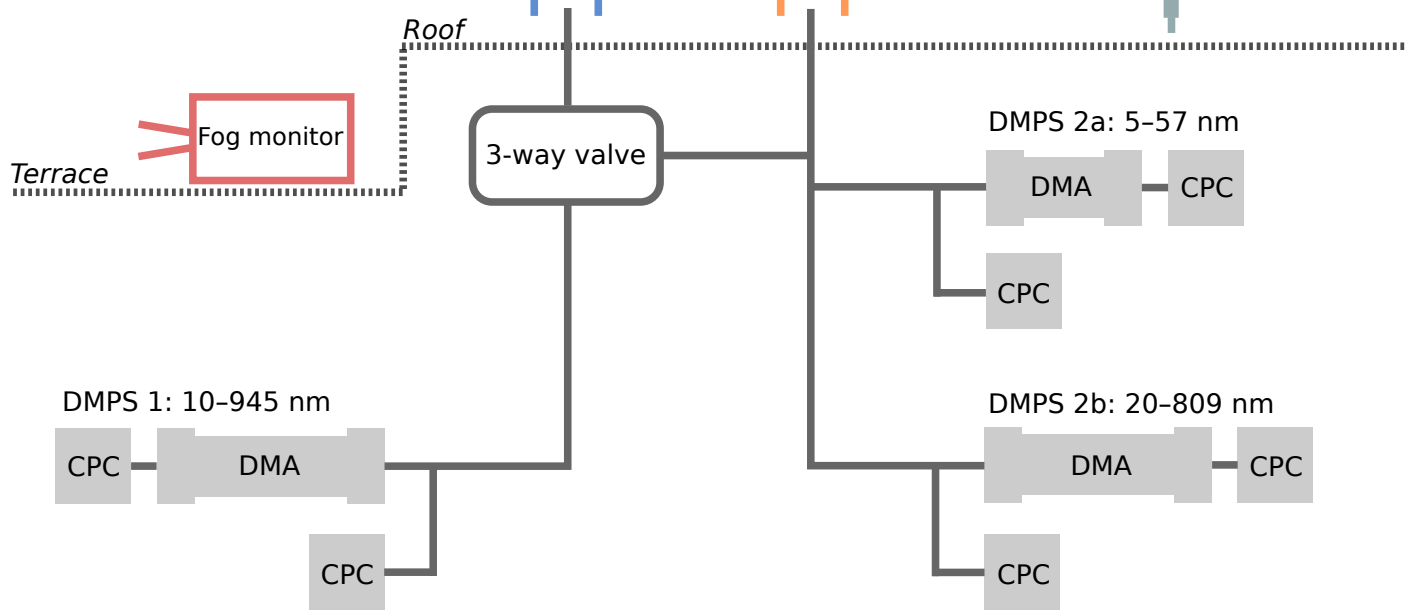 Roof
Fog monitor
Terrace
3-way valve
DMPS 2a: 5–57 nm
DMA
CPC
CPC
DMPS 1: 10–945 nm
CPC
DMA
CPC
DMPS 2b: 20–809 nm
DMA
CPC
CPC